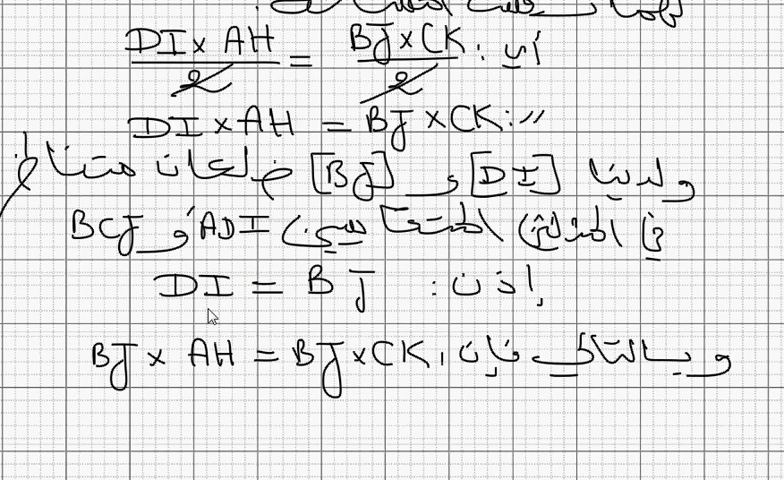 أي: BJ×CK/2 = DI×AH/2
〃: DI×AH = BJ×CK
ولدينا [DI] و [BJ] ضلعان متناظران
في المثلثين المتقايسين ADI و BCJ
إذن: DI = BJ
وبالتالي فإن: BJ×AH = BJ×CK